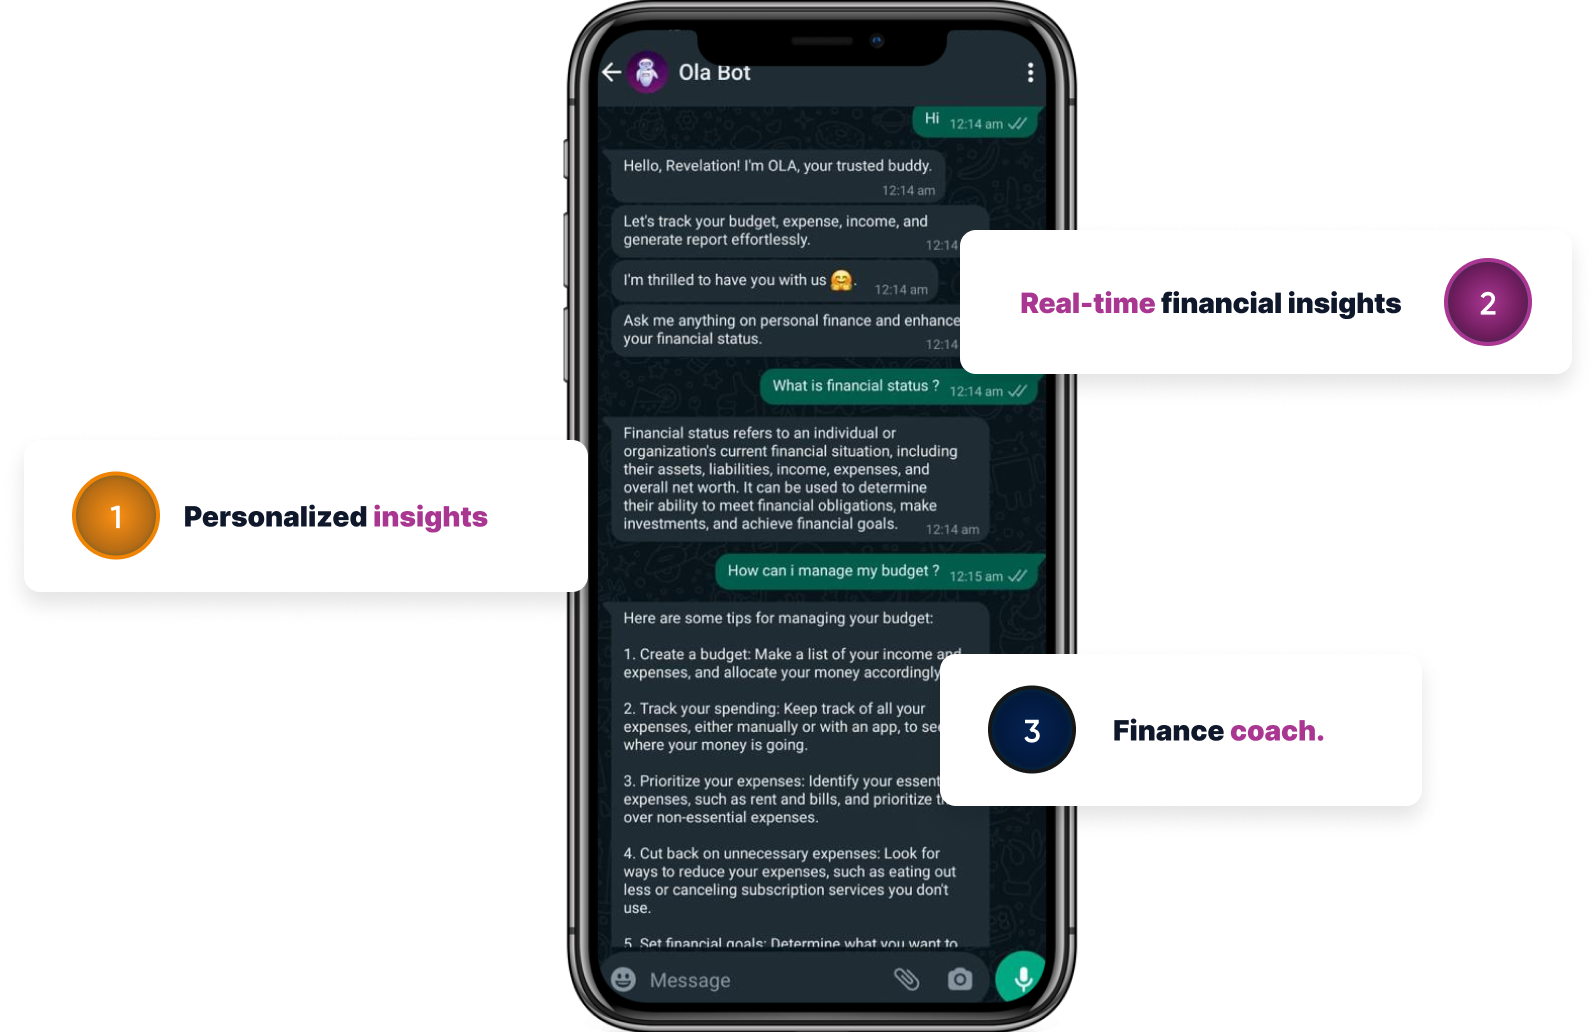 Ola Bot
Hi 12:14 am
Hello, Revelation! I'm OLA, your trusted buddy.
12:14 am
Let's track your budget, expense, income, and
generate report effortlessly.
12:14
I'm thrilled to have you with us 🤗.
12:14 am
Ask me anything on personal finance and enhance
your financial status.
12:14
Real-time financial insights
2
What is financial status ? 12:14 am
Financial status refers to an individual or
organization's current financial situation, including
their assets, liabilities, income, expenses, and
overall net worth. It can be used to determine
their ability to meet financial obligations, make
investments, and achieve financial goals.
12:14 am
1
Personalized insights
How can i manage my budget ? 12:15 am
Here are some tips for managing your budget:
1. Create a budget: Make a list of your income and
expenses, and allocate your money accordingly
2. Track your spending: Keep track of all your
expenses, either manually or with an app, to see
where your money is going.
3. Prioritize your expenses: Identify your essent
expenses, such as rent and bills, and prioritize
over non-essential expenses.
3
Finance coach.
4. Cut back on unnecessary expenses: Look for
ways to reduce your expenses, such as eating out
less or canceling subscription services you don't
use.
5. Set financial goals: Determine what you want to
Message